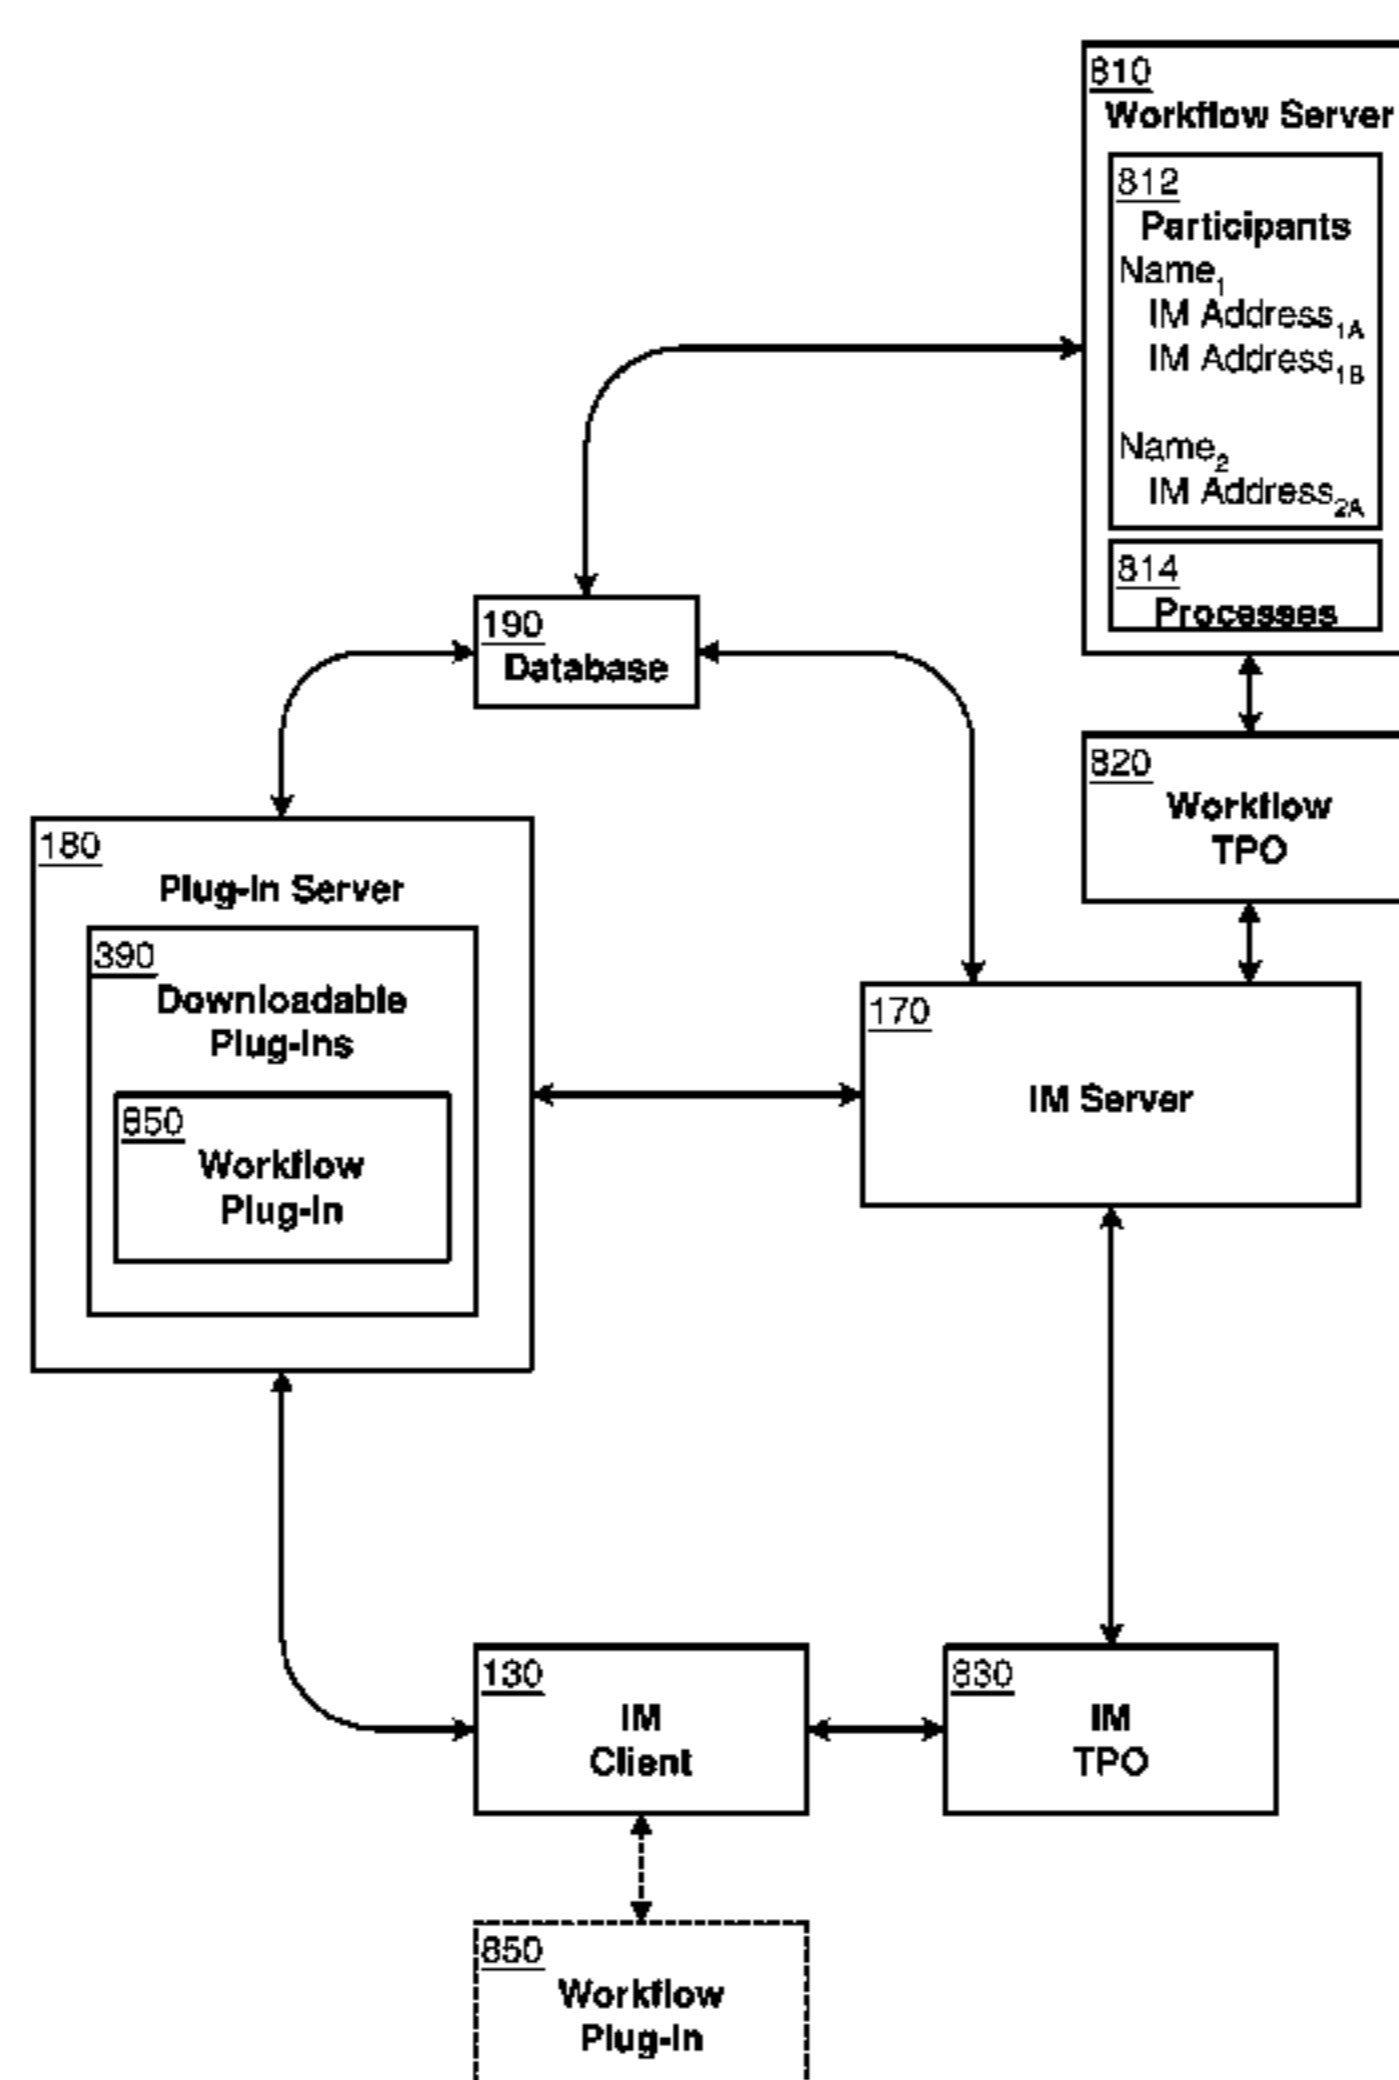 810
Workflow Server
812
Participants
Name1
IM Address1A
IM Address1B
Name2
IM Address2A
814
Processes
190
Database
820
Workflow
TPO
180
Plug-In Server
390
Downloadable
Plug-Ins
850
Workflow
Plug-In
170
IM Server
130
IM
Client
830
IM
TPO
850
Workflow
Plug-In